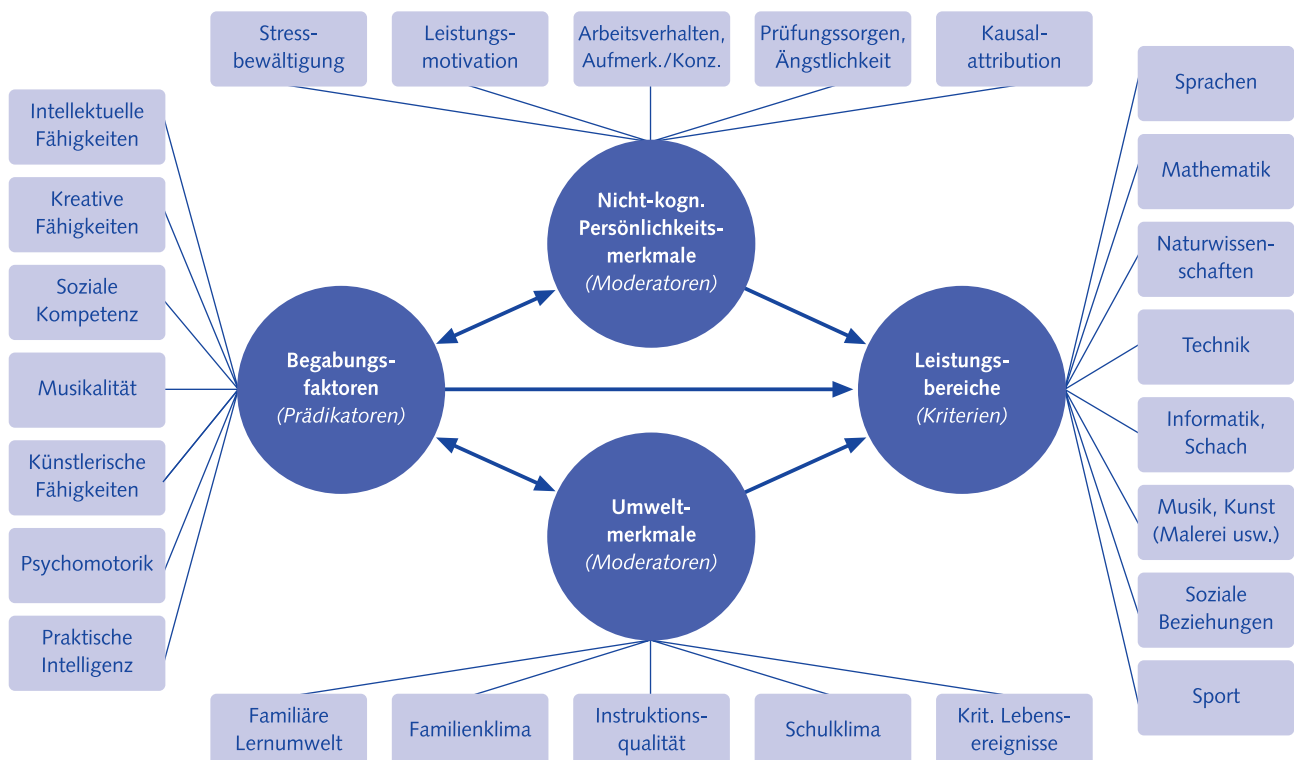 Stress-
bewältigung
Leistungs-
motivation
Arbeitsverhalten,
Aufmerk./Konz.
Prüfungssorgen,
Ängstlichkeit
Kausal-
attribution
Intellektuelle
Fähigkeiten
Kreative
Fähigkeiten
Soziale
Kompetenz
Musikalität
Künstlerische
Fähigkeiten
Psychomotorik
Praktische
Intelligenz
Nicht-kogn.
Persönlichkeits-
merkmale
(Moderatoren)
Begabungs-
faktoren
(Prädikatoren)
Leistungs-
bereiche
(Kriterien)
Umwelt-
merkmale
(Moderatoren)
Sprachen
Mathematik
Naturwissen-
schaften
Technik
Informatik,
Schach
Musik, Kunst
(Malerei usw.)
Soziale
Beziehungen
Sport
Familiäre
Lernumwelt
Familienklima
Instruktions-
qualität
Schulklima
Krit. Lebens-
ereignisse